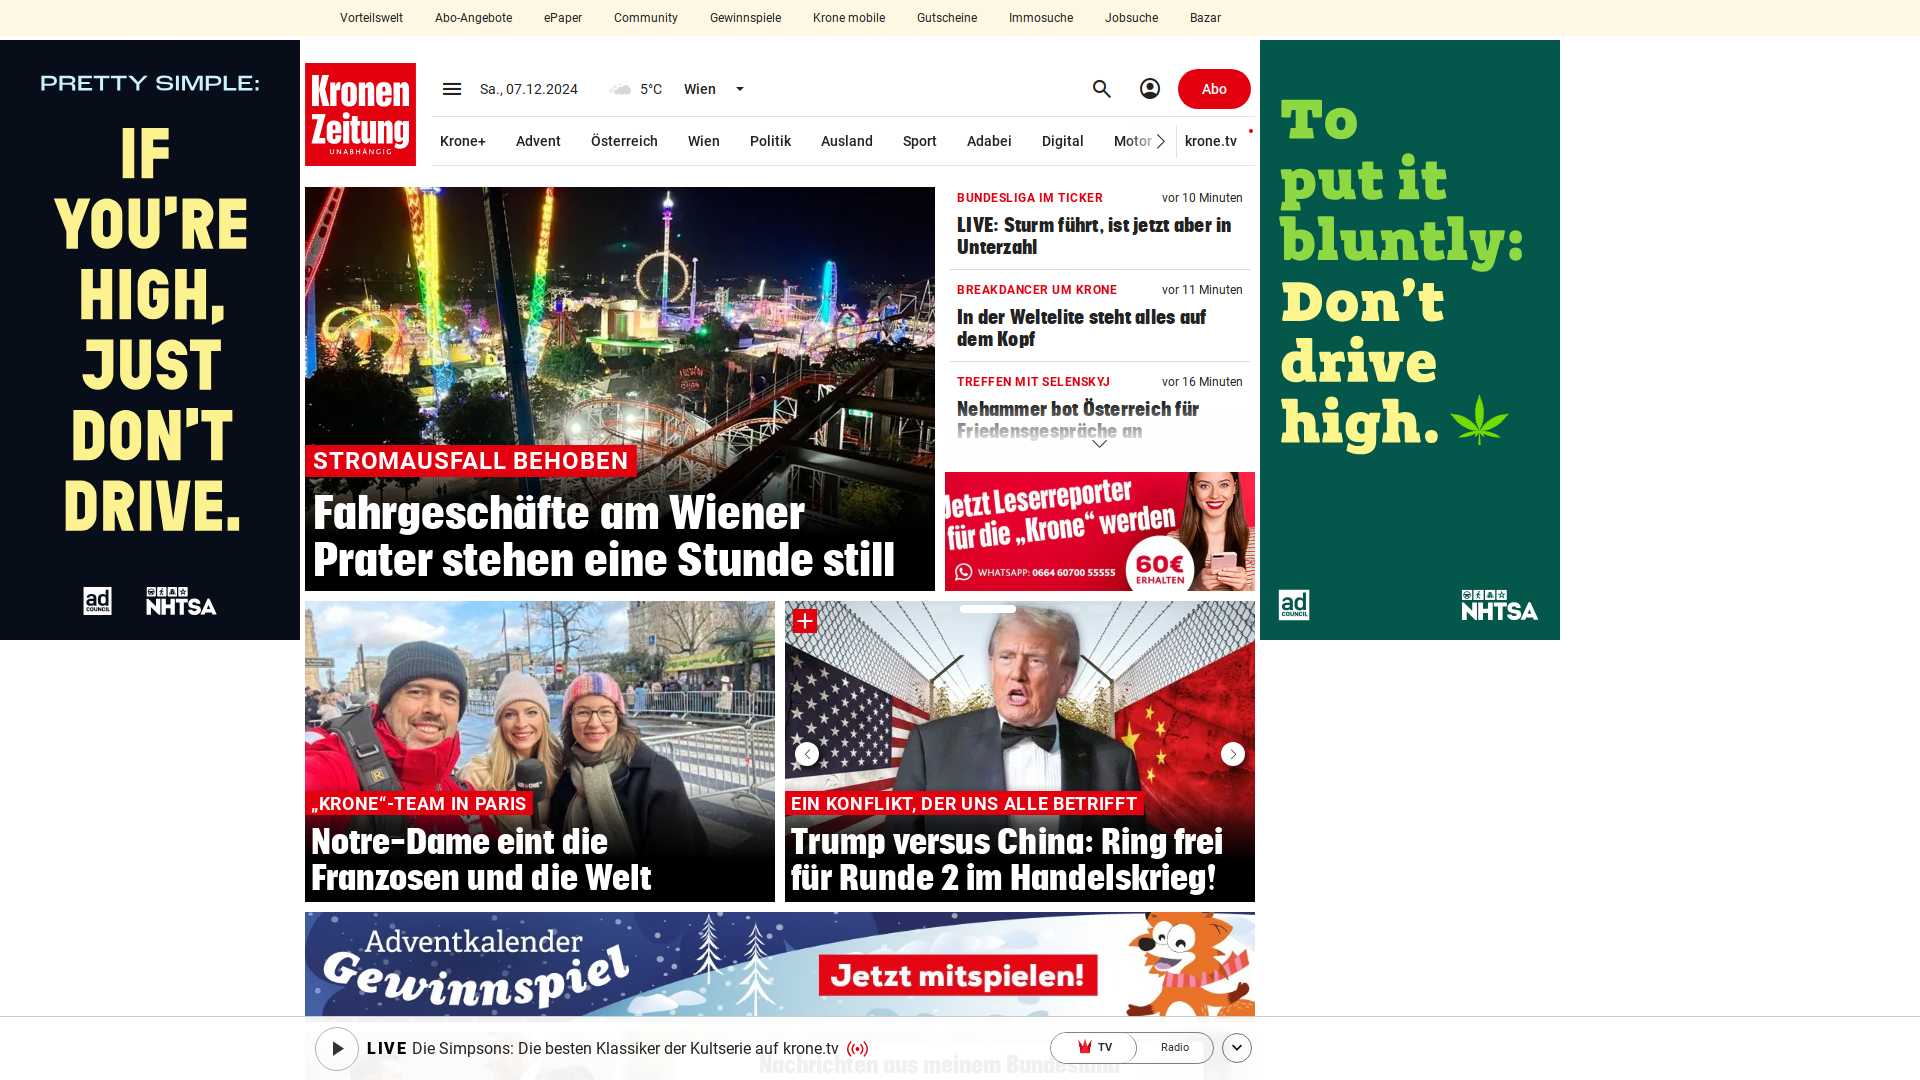 Vorteilswelt Abo-Angebote ePaper Community Gewinnspiele Krone mobile Gutscheine Immosuche Jobsuche Bazar
PRETTY SIMPLE:
IF
YOU'RE
HIGH,
JUST
DON'T
DRIVE.
ad
COUNCIL
NHTSA
Kronen
Zeitung
UNABHÄNGIG
Sa., 07.12.2024 5°C Wien
Abo
Krone+ Advent Österreich Wien Politik Ausland Sport Adabei Digital Motor krone.tv
STROMAUSFALL BEHOBEN
Fahrgeschäfte am Wiener
Prater stehen eine Stunde still
BUNDESLIGA IM TICKER vor 10 Minuten
LIVE: Sturm führt, ist jetzt aber in
Unterzahl
BREAKDANCER UM KRONE vor 11 Minuten
In der Weltelite steht alles auf
dem Kopf
TREFFEN MIT SELENSKYJ vor 16 Minuten
Nehammer bot Österreich für
Friedensgespräche an
Jetzt Leserreporter
für die „Krone“ werden
WHATSAPP: 0664 60700 55555
60€
ERHALTEN
„KRONE“-TEAM IN PARIS
Notre-Dame eint die
Franzosen und die Welt
EIN KONFLIKT, DER UNS ALLE BETRIFFT
Trump versus China: Ring frei
für Runde 2 im Handelskrieg!
Adventkalender
Gewinnspiel
Jetzt mitspielen!
LIVE Die Simpsons: Die besten Klassiker der Kultserie auf krone.tv
TV Radio
Nachrichten aus meinem Bundesland
To
put it
bluntly:
Don't
drive
high.
ad
COUNCIL
NHTSA